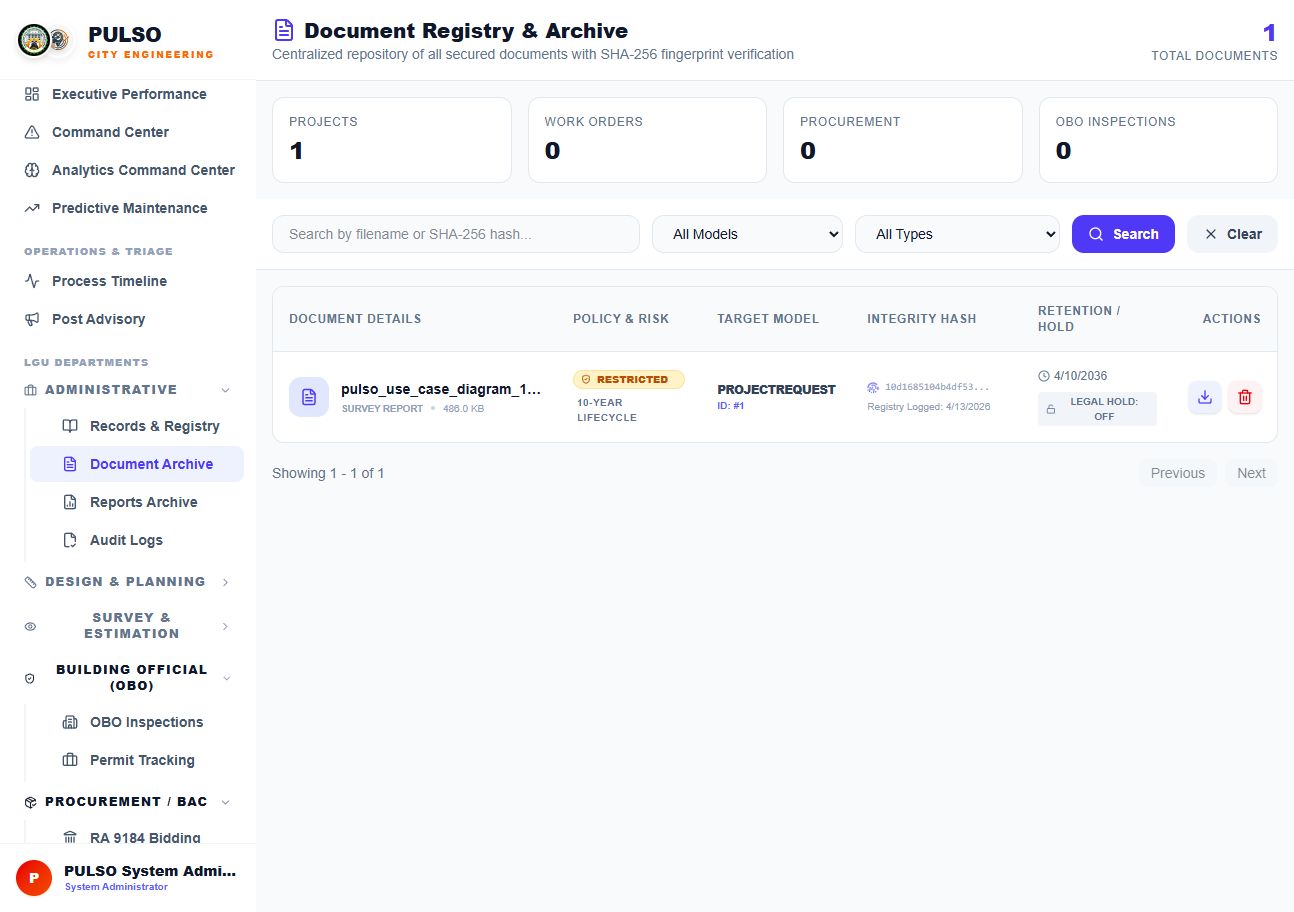 PULSO
CITY ENGINEERING
Executive Performance
Command Center
Analytics Command Center
Predictive Maintenance
OPERATIONS & TRIAGE
Process Timeline
Post Advisory
LGU DEPARTMENTS
ADMINISTRATIVE
Records & Registry
Document Archive
Reports Archive
Audit Logs
DESIGN & PLANNING
SURVEY &
ESTIMATION
BUILDING OFFICIAL
(OBO)
OBO Inspections
Permit Tracking
PROCUREMENT / BAC
RA 9184 Bidding
P
PULSO System Admi...
System Administrator
Document Registry & Archive
Centralized repository of all secured documents with SHA-256 fingerprint verification
1
TOTAL DOCUMENTS
PROJECTS
1
WORK ORDERS
0
PROCUREMENT
0
OBO INSPECTIONS
0
Search by filename or SHA-256 hash...
All Models
All Types
Search
Clear
DOCUMENT DETAILS
POLICY & RISK
TARGET MODEL
INTEGRITY HASH
RETENTION /
HOLD
ACTIONS
pulso_use_case_diagram_1...
SURVEY REPORT • 486.0 KB
RESTRICTED
10-YEAR
LIFECYCLE
PROJECTREQUEST
ID: #1
10d1685104b4df53...
Registry Logged: 4/13/2026
4/10/2036
LEGAL HOLD:
OFF
Showing 1 - 1 of 1
Previous
Next